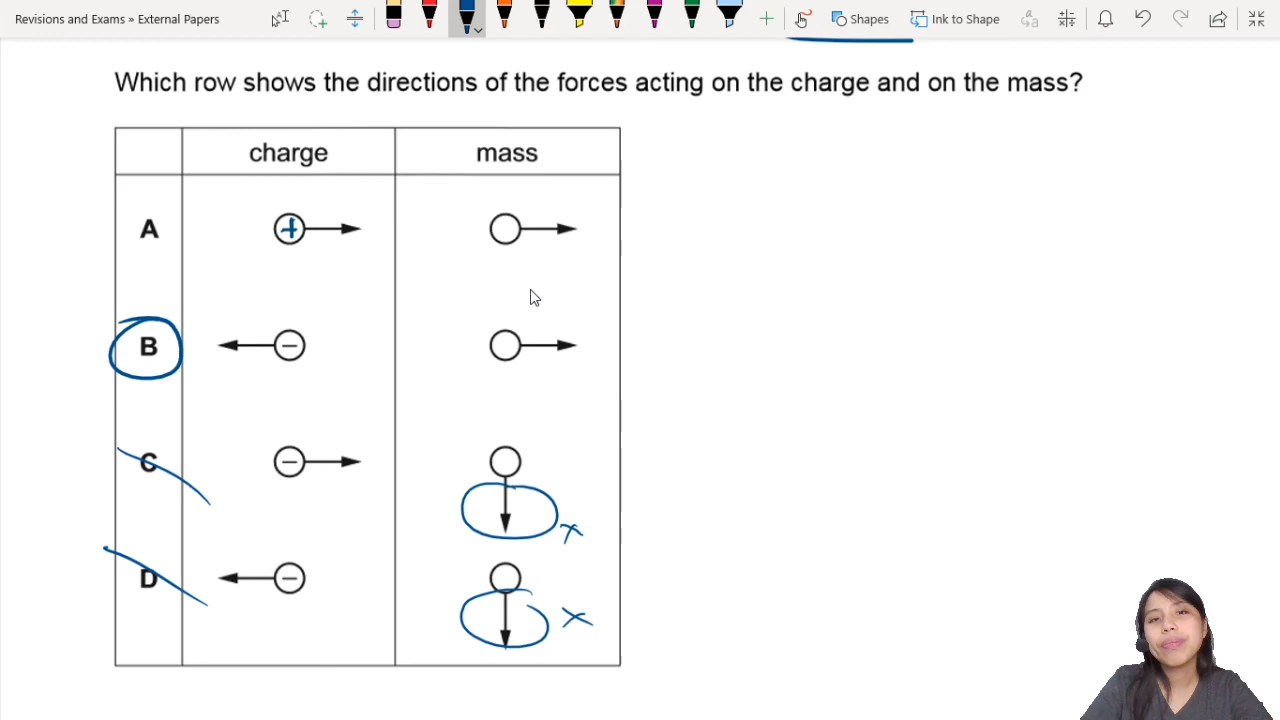 Revisions and Exams » External Papers
Shapes
Ink to Shape
Which row shows the directions of the forces acting on the charge and on the mass?
charge mass
A +
B −
C − x
D − x